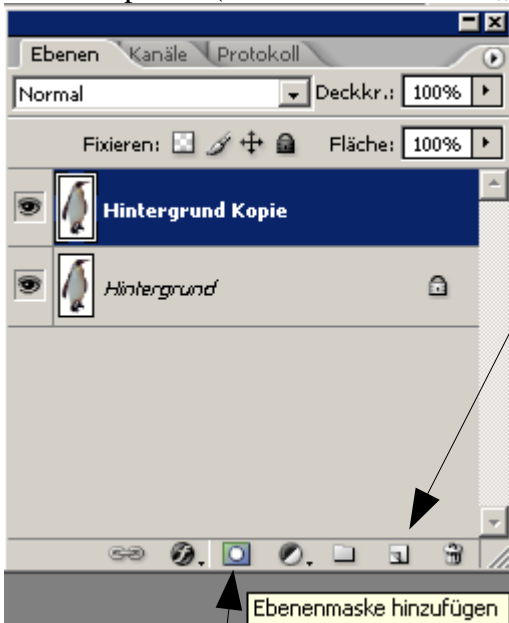 Ebenen Kanäle Protokoll
Normal Deckkr.: 100%
Fixieren: Fläche: 100%
Hintergrund Kopie
Hintergrund
Ebenenmaske hinzufügen